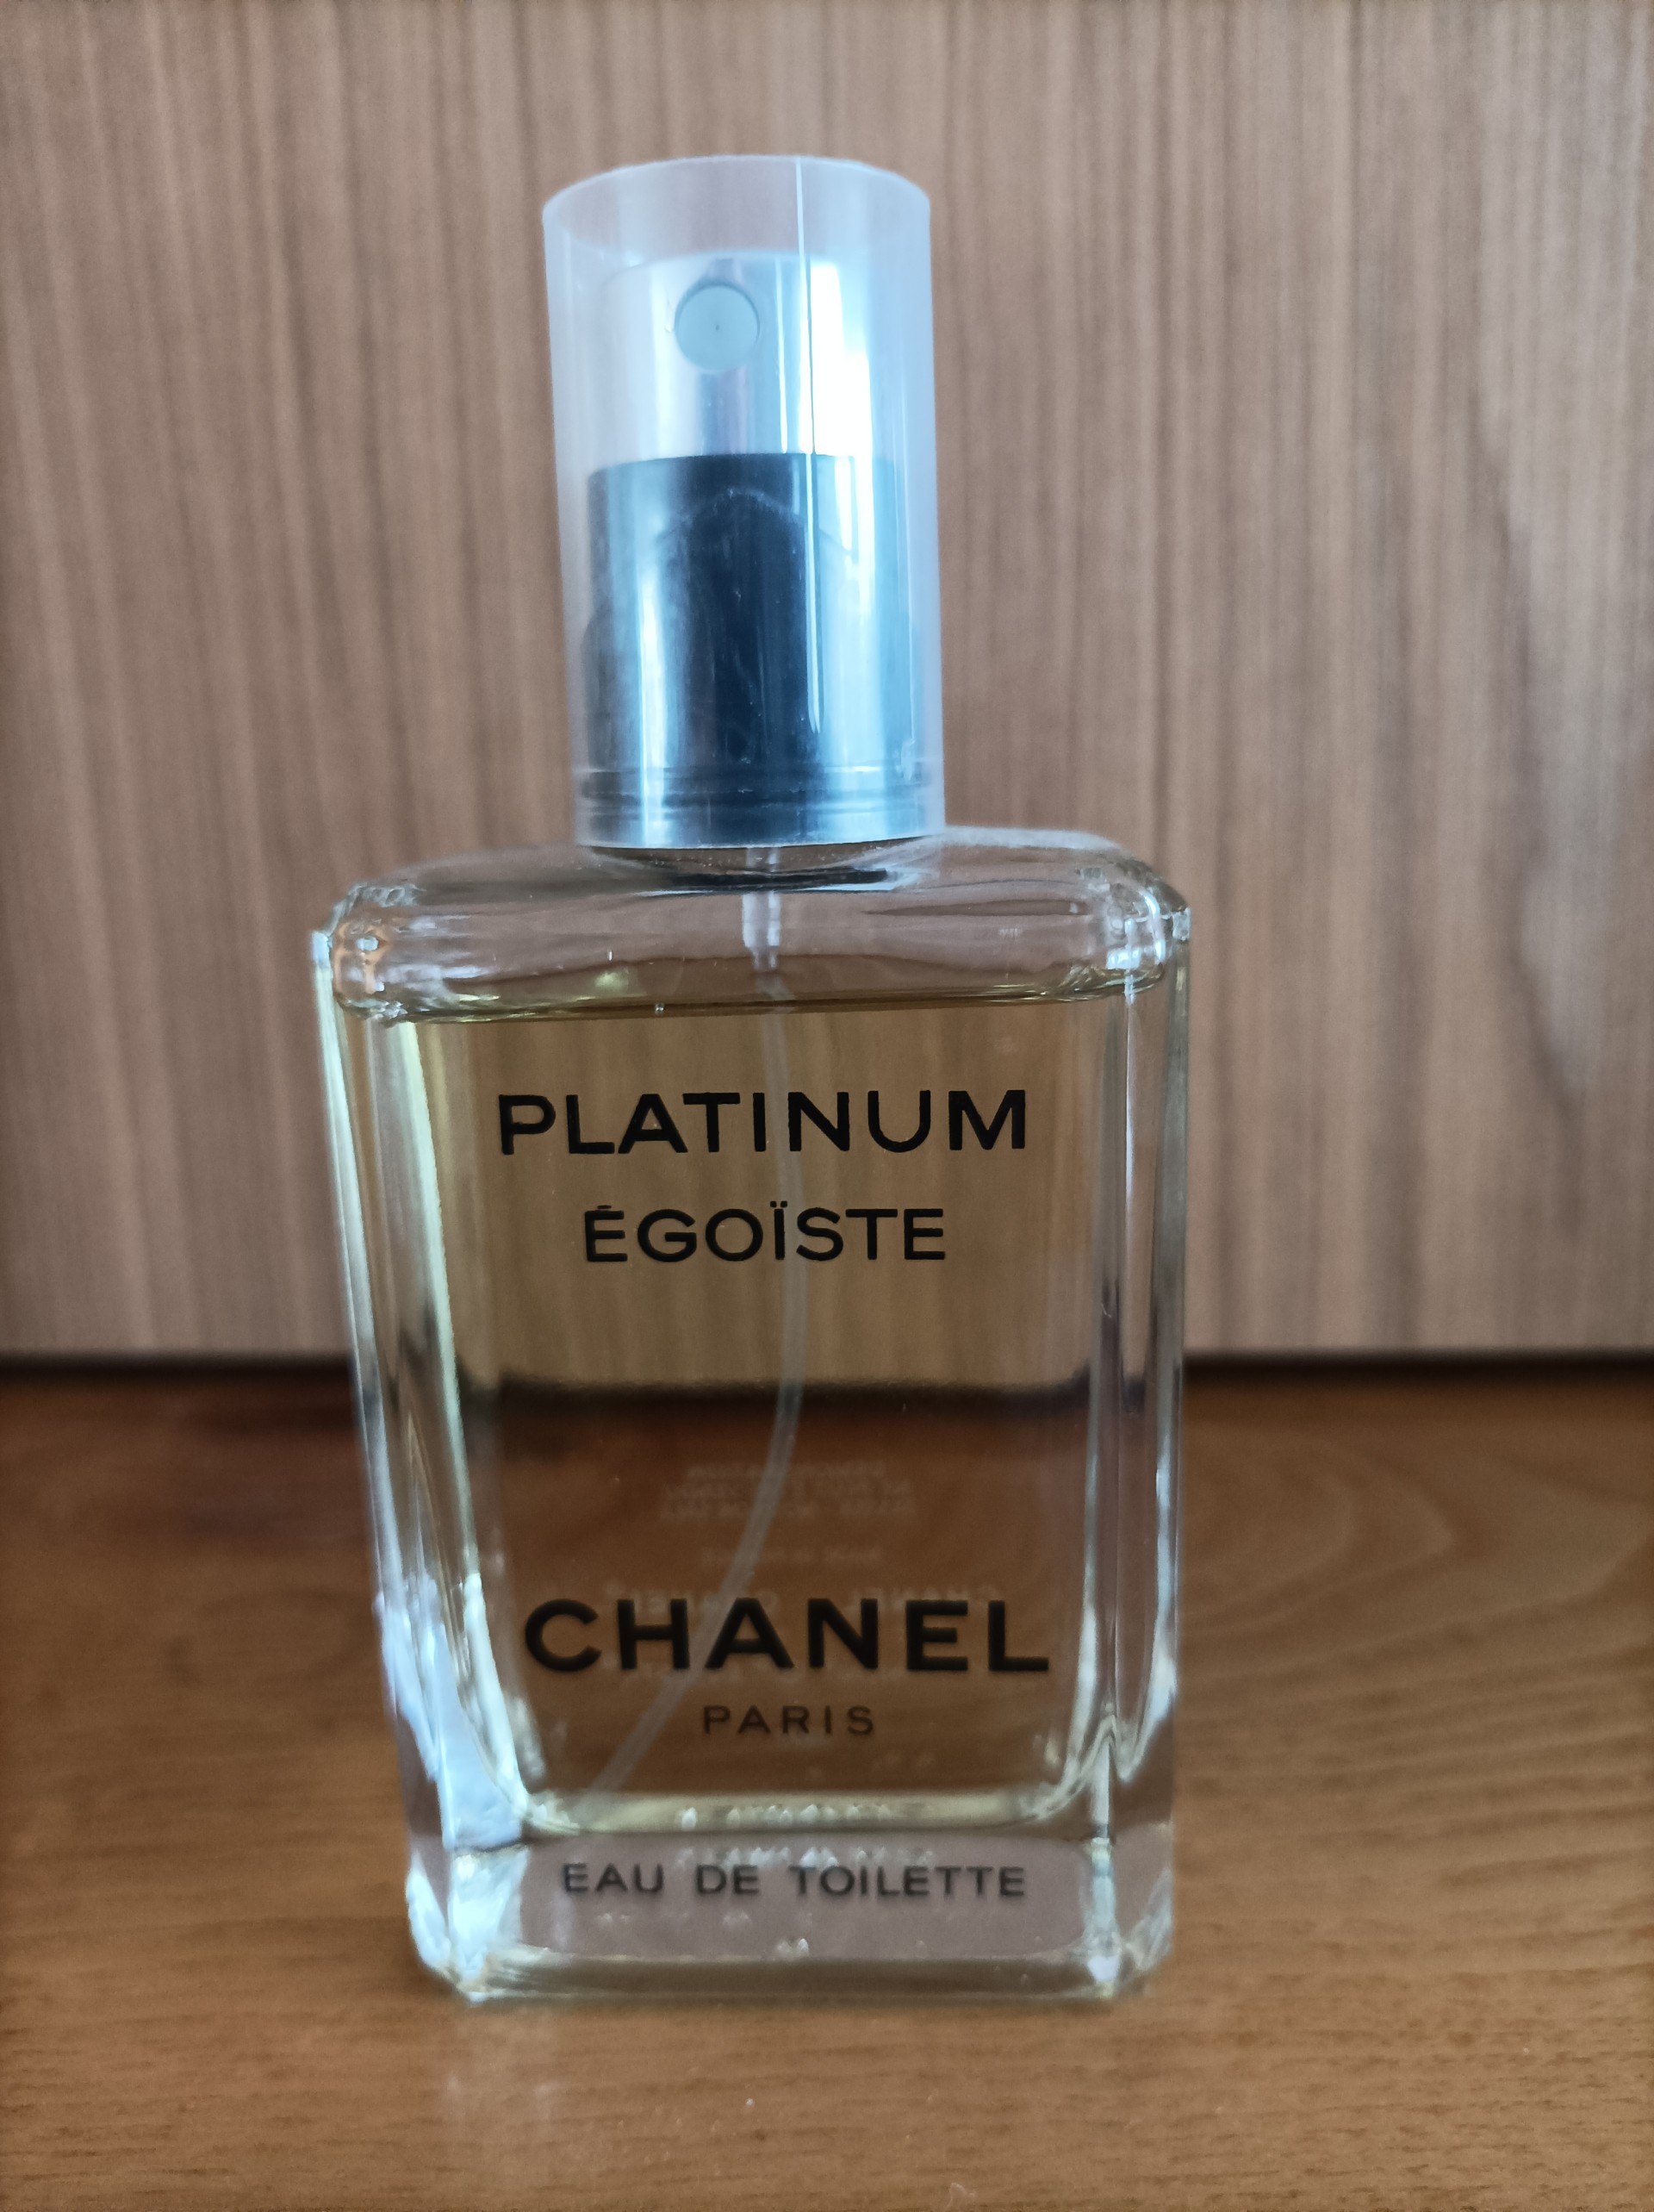 PLATINUM
ÉGOÏSTE
CHANEL
PARIS
EAU DE TOILETTE